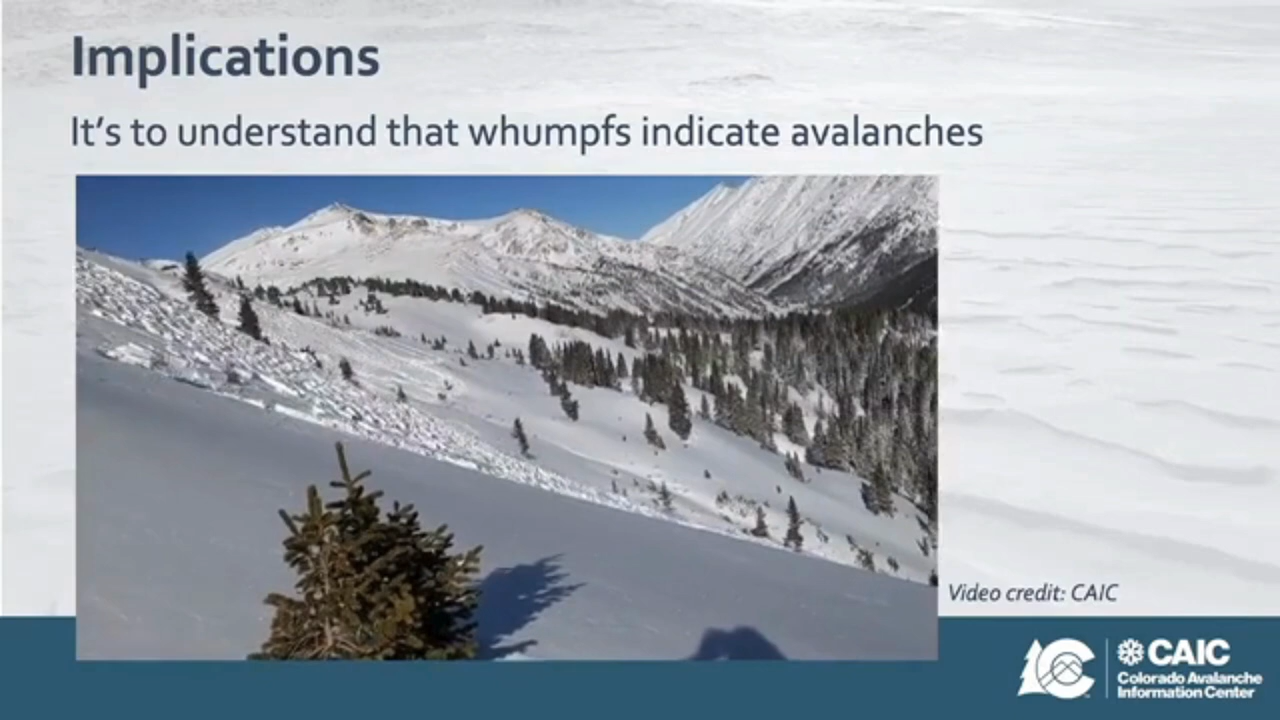 Implications
It's to understand that whumpfs indicate avalanches
Video credit: CAIC
CAIC
Colorado Avalanche
Information Center